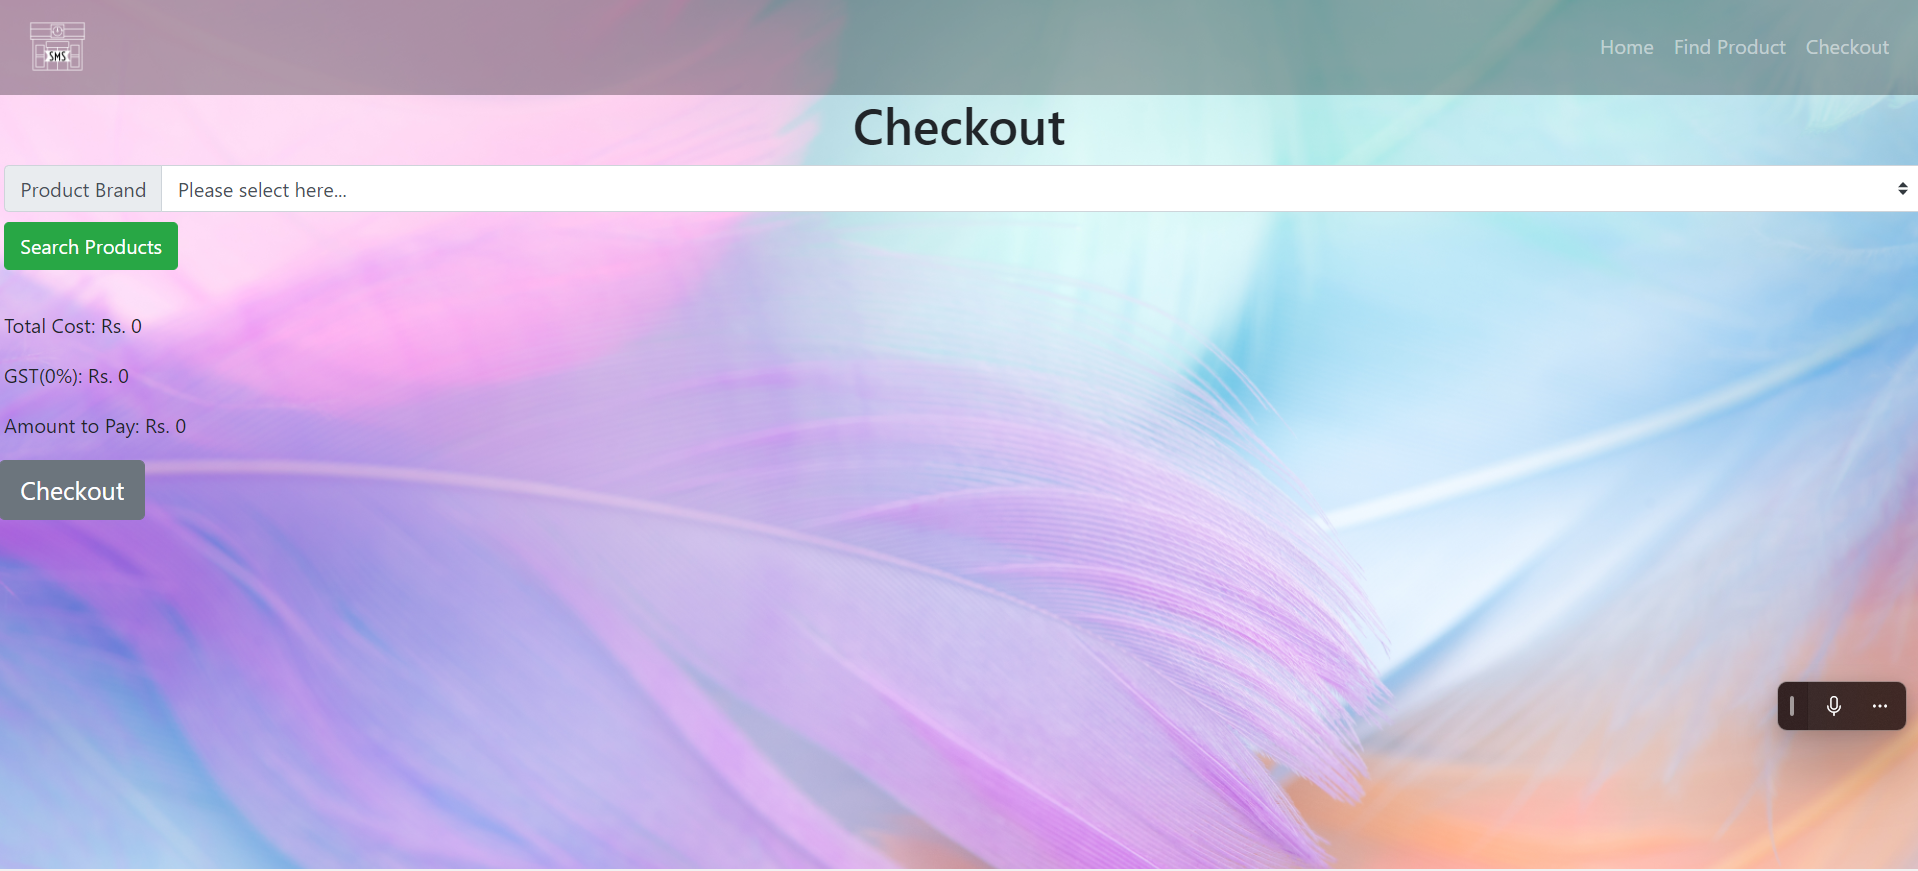 SMS
Home Find Product Checkout
Checkout
Product Brand Please select here...
Search Products
Total Cost: Rs. 0
GST(0%): Rs. 0
Amount to Pay: Rs. 0
Checkout